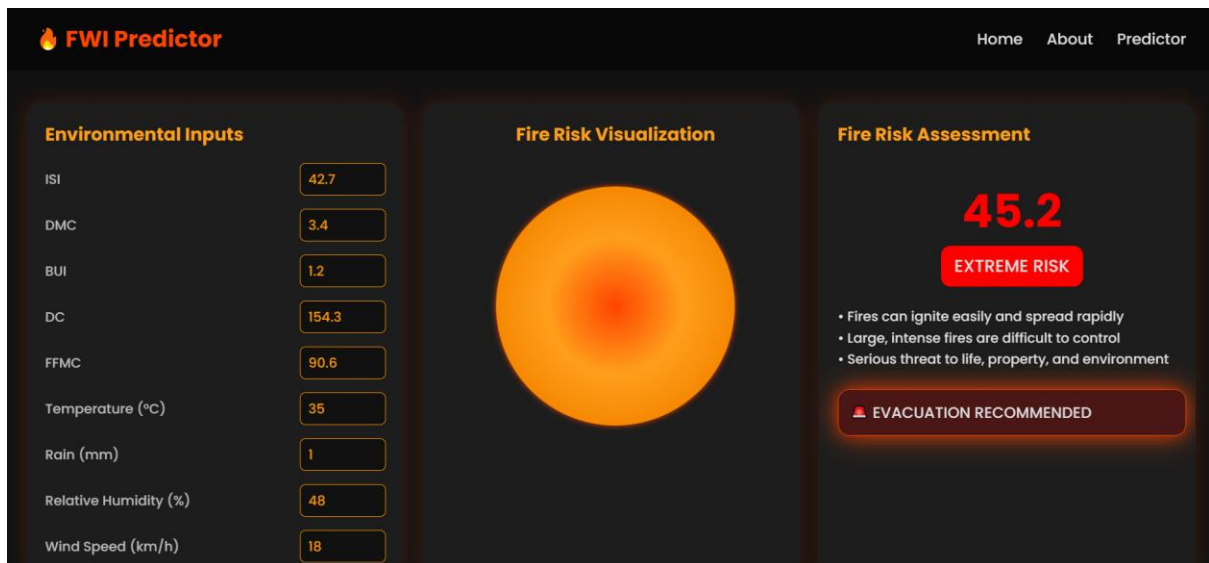 🔥 FWI Predictor
Home About Predictor
Environmental Inputs
ISI 42.7
DMC 3.4
BUI 1.2
DC 154.3
FFMC 90.6
Temperature (°C) 35
Rain (mm) 1
Relative Humidity (%) 48
Wind Speed (km/h) 18
Fire Risk Visualization
Fire Risk Assessment
45.2
EXTREME RISK
• Fires can ignite easily and spread rapidly
• Large, intense fires are difficult to control
• Serious threat to life, property, and environment
🚨 EVACUATION RECOMMENDED